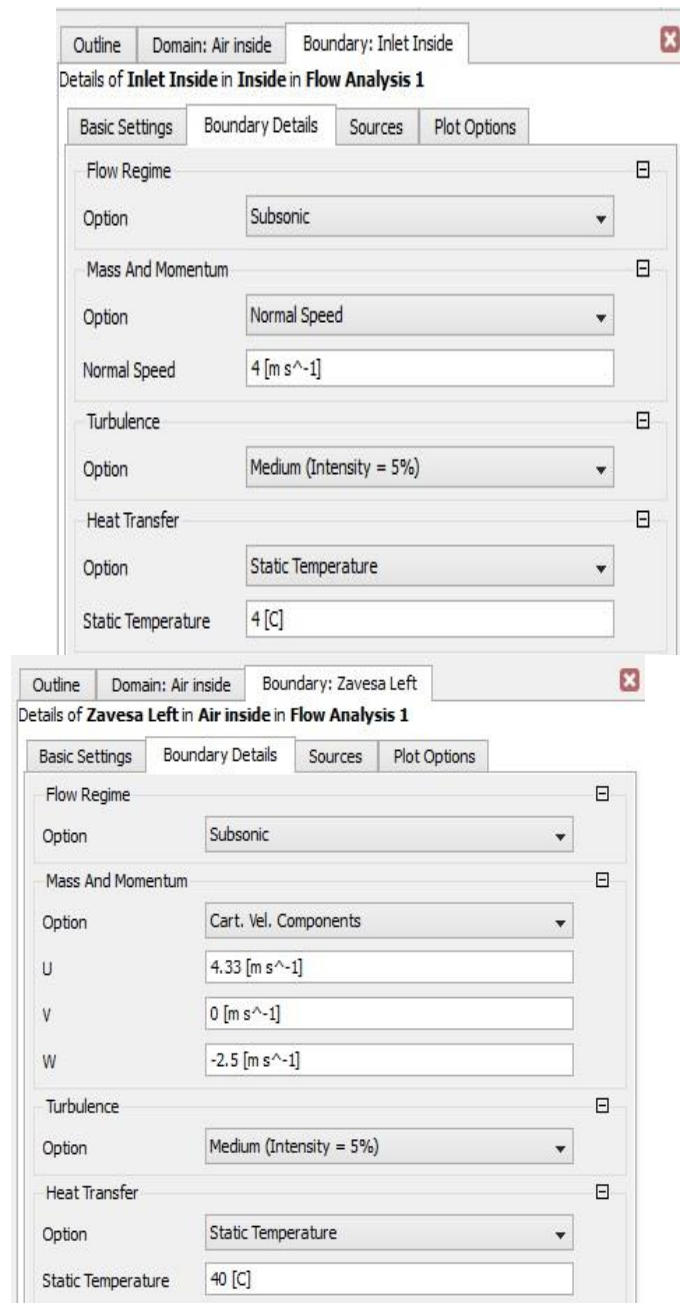 Outline Domain: Air inside Boundary: Inlet Inside
Details of Inlet Inside in Inside in Flow Analysis 1
Basic Settings Boundary Details Sources Plot Options
Flow Regime
Option Subsonic
Mass And Momentum
Option Normal Speed
Normal Speed 4 [m s^-1]
Turbulence
Option Medium (Intensity = 5%)
Heat Transfer
Option Static Temperature
Static Temperature 4 [C]
Outline Domain: Air inside Boundary: Zavesa Left
Details of Zavesa Left in Air inside in Flow Analysis 1
Basic Settings Boundary Details Sources Plot Options
Flow Regime
Option Subsonic
Mass And Momentum
Option Cart. Vel. Components
U 4.33 [m s^-1]
V 0 [m s^-1]
W -2.5 [m s^-1]
Turbulence
Option Medium (Intensity = 5%)
Heat Transfer
Option Static Temperature
Static Temperature 40 [C]